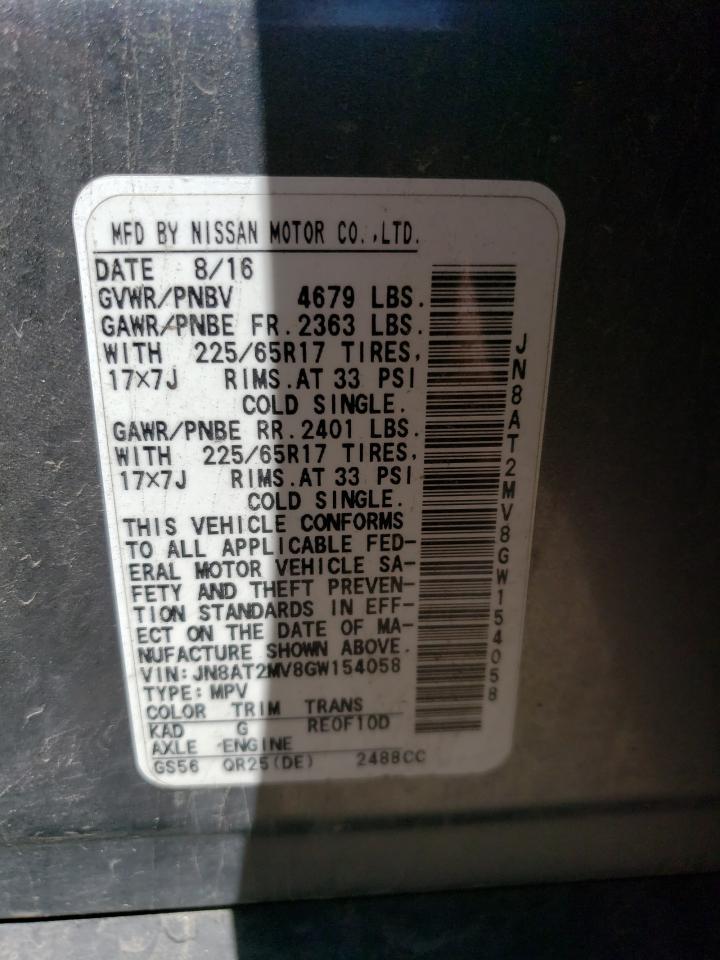 MFD BY NISSAN MOTOR CO.,LTD.
DATE 8/16
GVWR/PNBV 4679 LBS.
GAWR/PNBE FR.2363 LBS.
WITH 225/65R17 TIRES,
17×7J RIMS.AT 33 PSI
COLD SINGLE.
GAWR/PNBE RR.2401 LBS.
WITH 225/65R17 TIRES,
17×7J RIMS.AT 33 PSI
COLD SINGLE.
THIS VEHICLE CONFORMS
TO ALL APPLICABLE FED-
ERAL MOTOR VEHICLE SA-
FETY AND THEFT PREVEN-
TION STANDARDS IN EFF-
ECT ON THE DATE OF MA-
NUFACTURE SHOWN ABOVE.
VIN:JN8AT2MV8GW154058
TYPE:MPV
COLOR TRIM TRANS
KAD G RE0F10D
AXLE ENGINE
GS56 QR25(DE) 2488CC
JN8AT2MV8GW154058